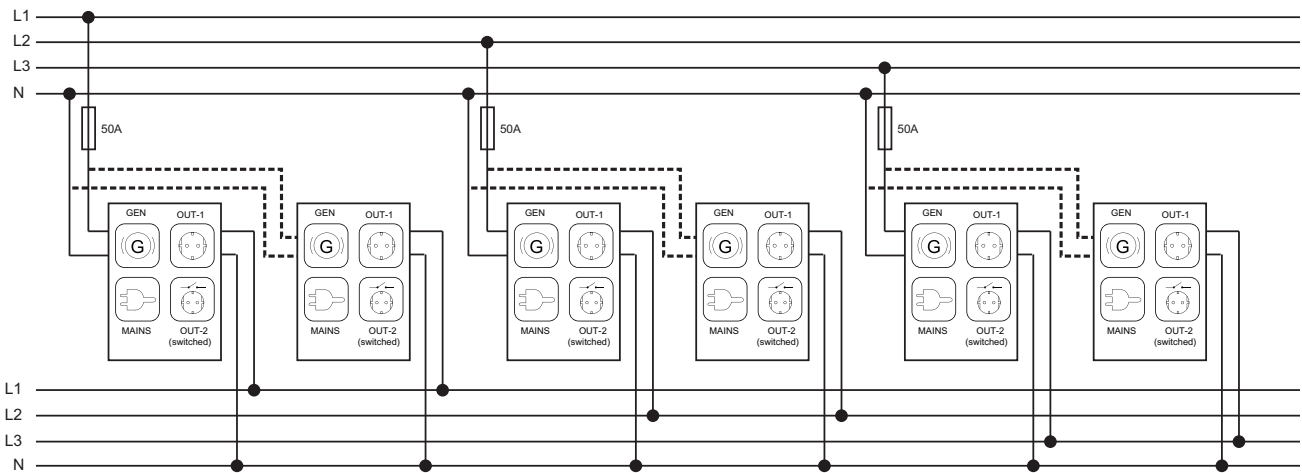 L1
L2
L3
N
50A
50A
50A
GEN OUT-1
G
MAINS OUT-2
(switched)
GEN OUT-1
G
MAINS OUT-2
(switched)
GEN OUT-1
G
MAINS OUT-2
(switched)
GEN OUT-1
G
MAINS OUT-2
(switched)
GEN OUT-1
G
MAINS OUT-2
(switched)
GEN OUT-1
G
MAINS OUT-2
(switched)
L1
L2
L3
N